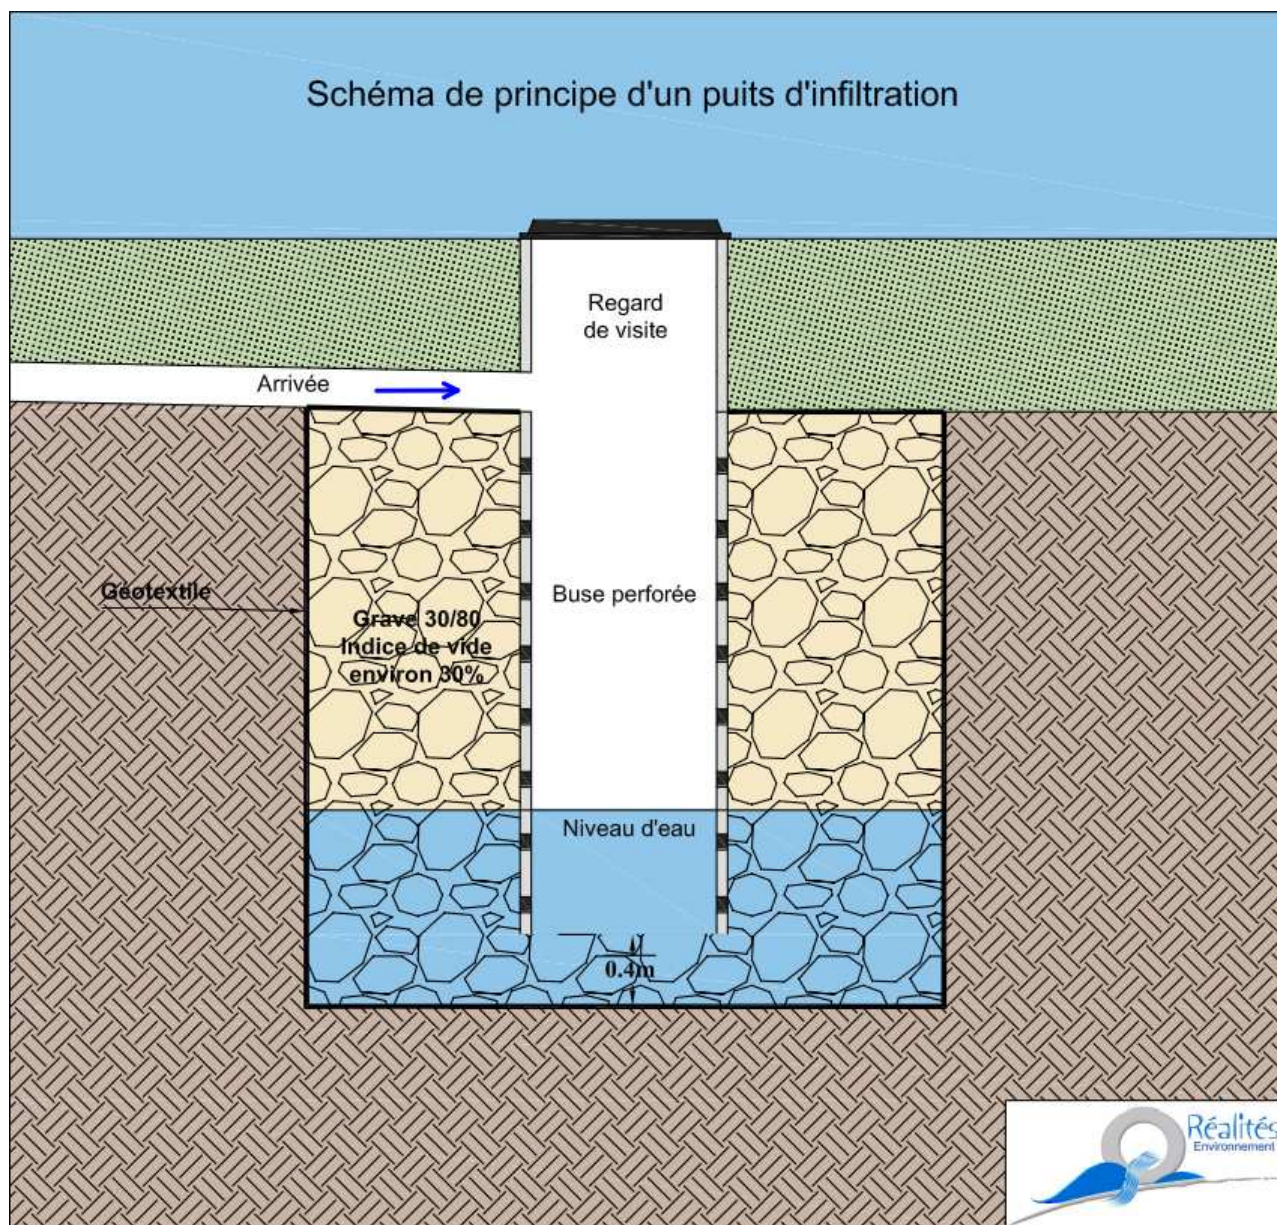 Schéma de principe d'un puits d'infiltration
Regard
de visite
Arrivée
Géotextile
Buse perforée
Grave 30/80
Indice de vide
environ 30%
Niveau d'eau
0.4m
Réalités
Environnement